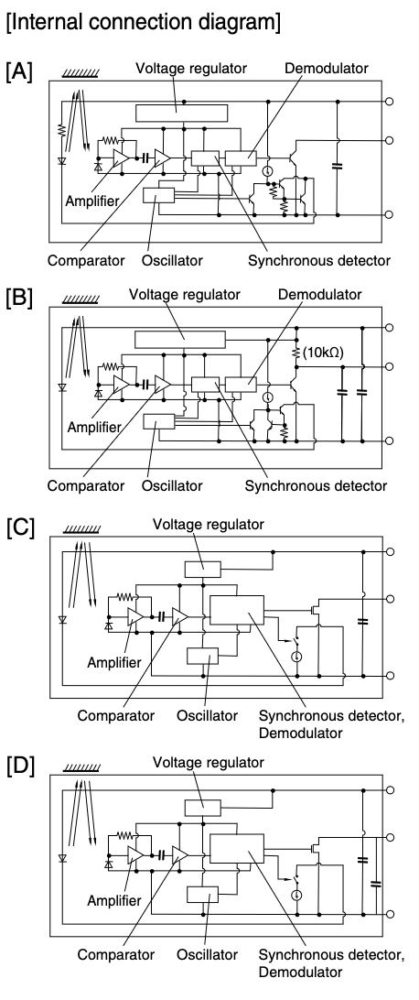 [Internal connection diagram]
[A]
Voltage regulator Demodulator
Amplifier
Comparator Oscillator Synchronous detector
[B]
Voltage regulator Demodulator
(10kΩ)
Amplifier
Comparator Oscillator Synchronous detector
[C]
Voltage regulator
Amplifier
Comparator Oscillator Synchronous detector,
Demodulator
[D]
Voltage regulator
Amplifier
Comparator Oscillator Synchronous detector,
Demodulator